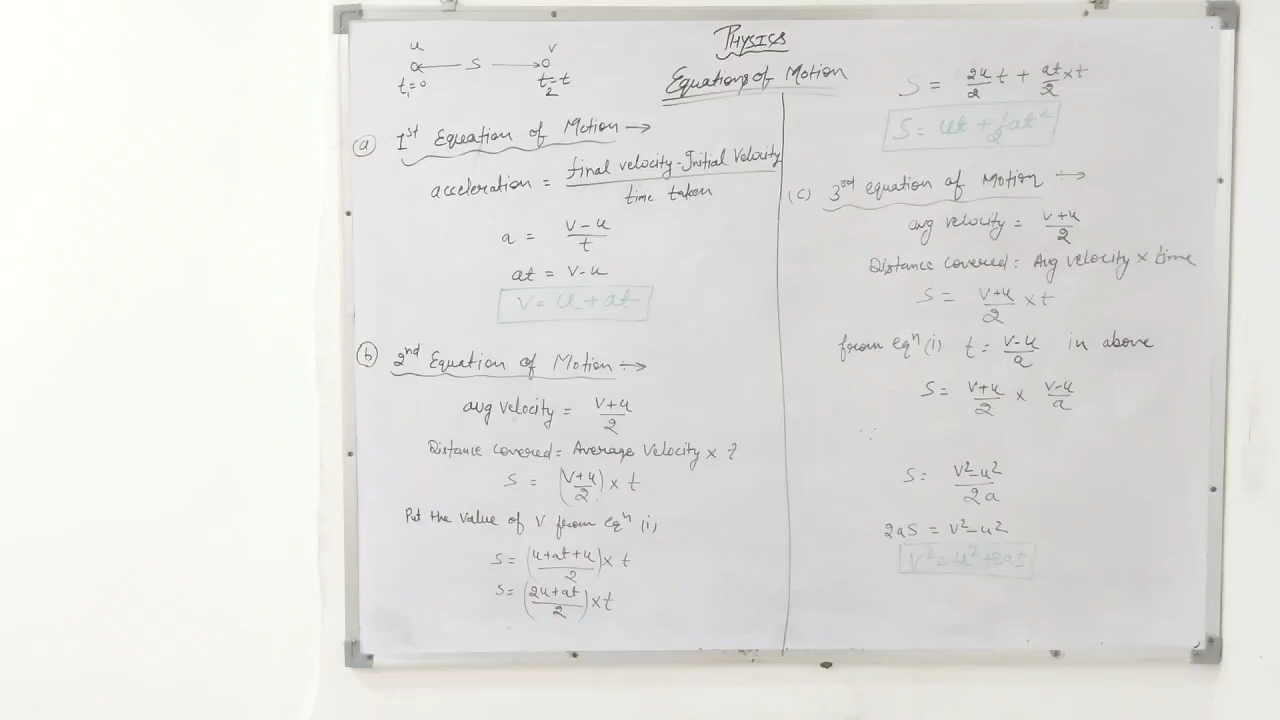 PHYSICS
Equations of Motion
u v
S
t₁=0 t₂=t
(a) Iˢᵗ Equation of Motion →
acceleration = final velocity - Initial Velocity / time taken
a = v-u / t
at = v-u
v = u + at
(b) 2ⁿᵈ Equation of Motion →
avg velocity = v+u / 2
Distance covered = Average Velocity × t
S = (v+u / 2) × t
Put the value of v from eqⁿ (i),
S = (u+at+u / 2) × t
S = (2u+at / 2) × t
S = 2u/2 t + at/2 × t
S = ut + 1/2 at²
(c) 3ʳᵈ equation of Motion →
avg velocity = v+u / 2
Distance covered = Avg velocity × time
S = v+u / 2 × t
from eqⁿ (i) t = v-u / a in above
S = v+u / 2 × v-u / a
S = v²-u² / 2a
2as = v²-u²
v² = u² + 2as